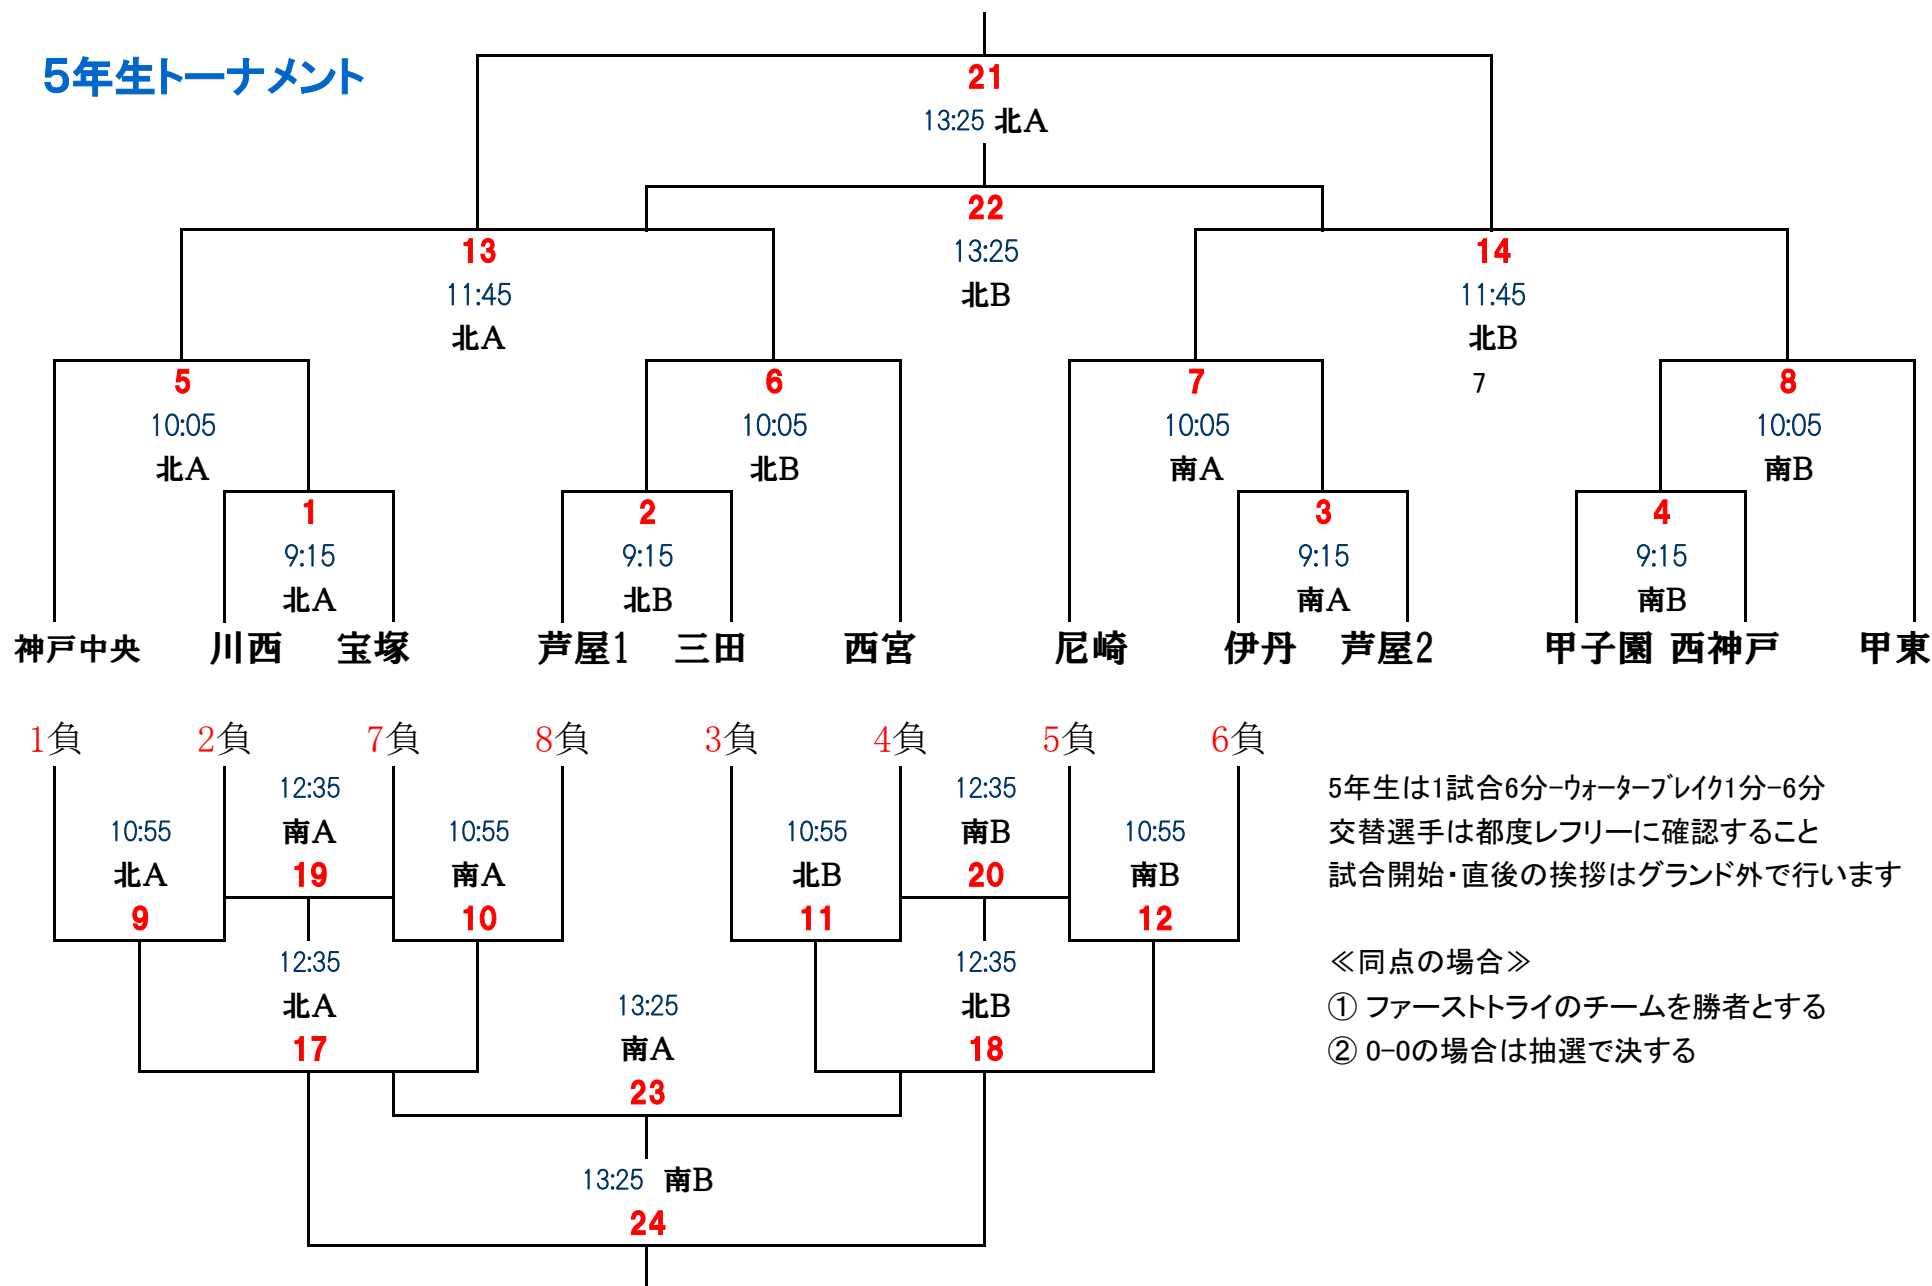 5年生トーナメント
21
13:25 北A
22
13:25
北B
13
11:45
北A
14
11:45
北B
7
5
10:05
北A
6
10:05
北B
7
10:05
南A
8
10:05
南B
1
9:15
北A
2
9:15
北B
3
9:15
南A
4
9:15
南B
神戸中央 川西 宝塚 芦屋1 三田 西宮 尼崎 伊丹 芦屋2 甲子園 西神戸 甲東
1負 2負 7負 8負 3負 4負 5負 6負
12:35
南A
19
12:35
南B
20
10:55
北A
9
10:55
南A
10
10:55
北B
11
10:55
南B
12
12:35
北A
17
12:35
北B
18
13:25
南A
23
13:25 南B
24
5年生は1試合6分-ウォーターブレイク1分-6分
交替選手は都度レフリーに確認すること
試合開始・直後の挨拶はグランド外で行います
≪同点の場合≫
① ファーストトライのチームを勝者とする
② 0-0の場合は抽選で決する